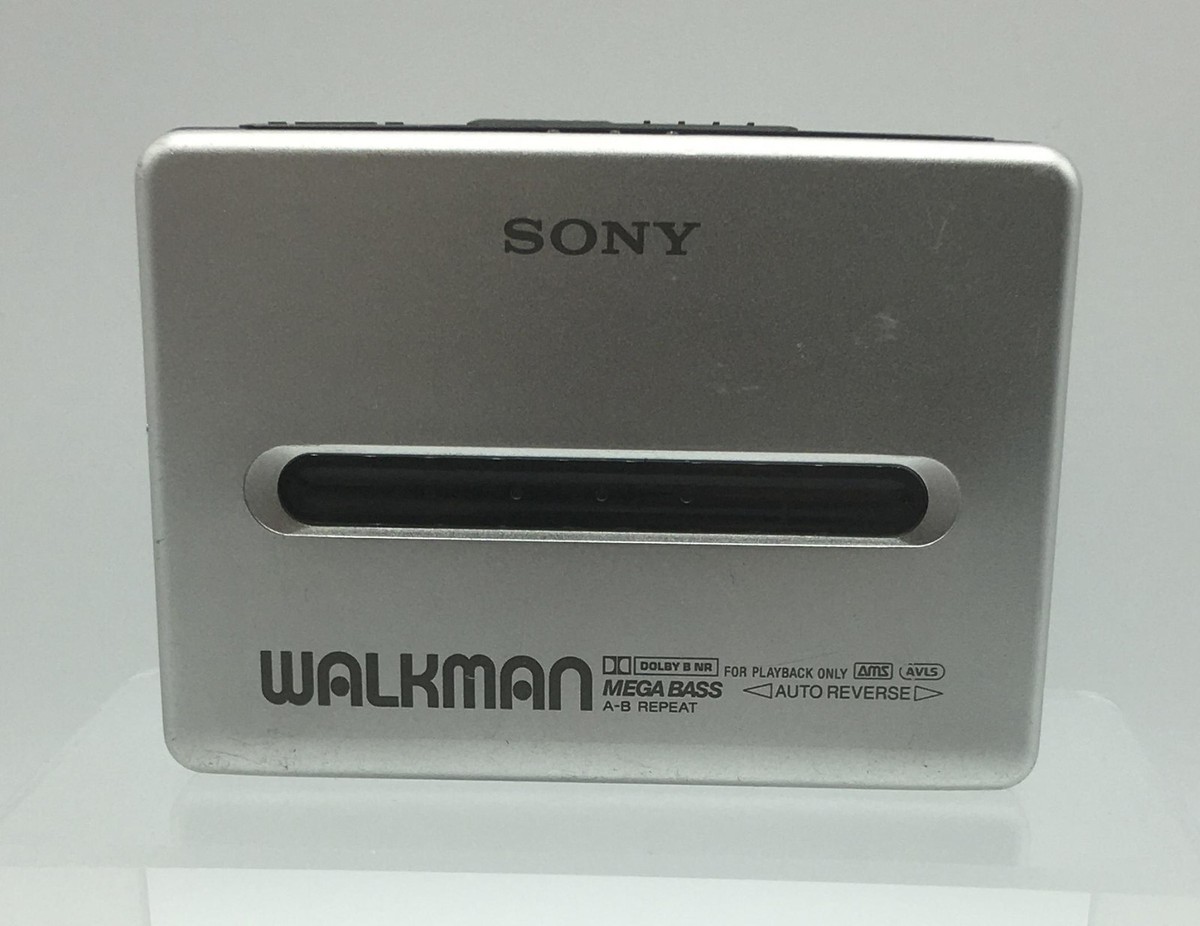 SONY
WALKMAN
DOLBY B NR FOR PLAYBACK ONLY AMS AVLS
MEGA BASS ◁AUTO REVERSE▷
A-B REPEAT